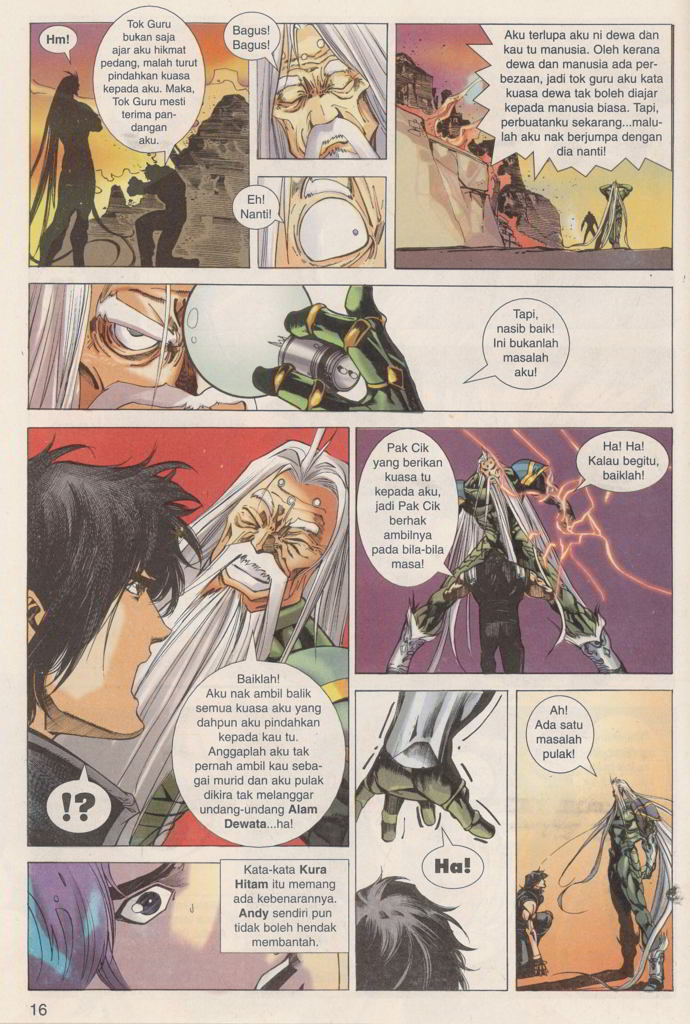 Hm!
Tok Guru
bukan saja
ajar aku hikmat
pedang, malah turut
pindahkan kuasa
kepada aku. Maka,
Tok Guru mesti
terima pan-
dangan
aku.
Bagus!
Bagus!
Eh!
Nanti!
Aku terlupa aku ni dewa dan
kau tu manusia. Oleh kerana
dewa dan manusia ada per-
bezaan, jadi tok guru aku kata
kuasa dewa tak boleh diajar
kepada manusia biasa. Tapi,
perbuatanku sekarang...malu-
lah aku nak berjumpa dengan
dia nanti!
Tapi,
nasib baik!
Ini bukanlah
masalah
aku!
!?
Baiklah!
Aku nak ambil balik
semua kuasa aku yang
dahpun aku pindahkan
kepada kau tu.
Anggaplah aku tak
pernah ambil kau seba-
gai murid dan aku pulak
dikira tak melanggar
undang-undang Alam
Dewata...ha!
Pak Cik
yang berikan
kuasa tu
kepada aku,
jadi Pak Cik
berhak
ambilnya
pada bila-bila
masa!
Ha! Ha!
Kalau begitu,
baiklah!
Kata-kata Kura
Hitam itu memang
ada kebenarannya.
Andy sendiri pun
tidak boleh hendak
membantah.
Ha!
Ah!
Ada satu
masalah
pulak!
16